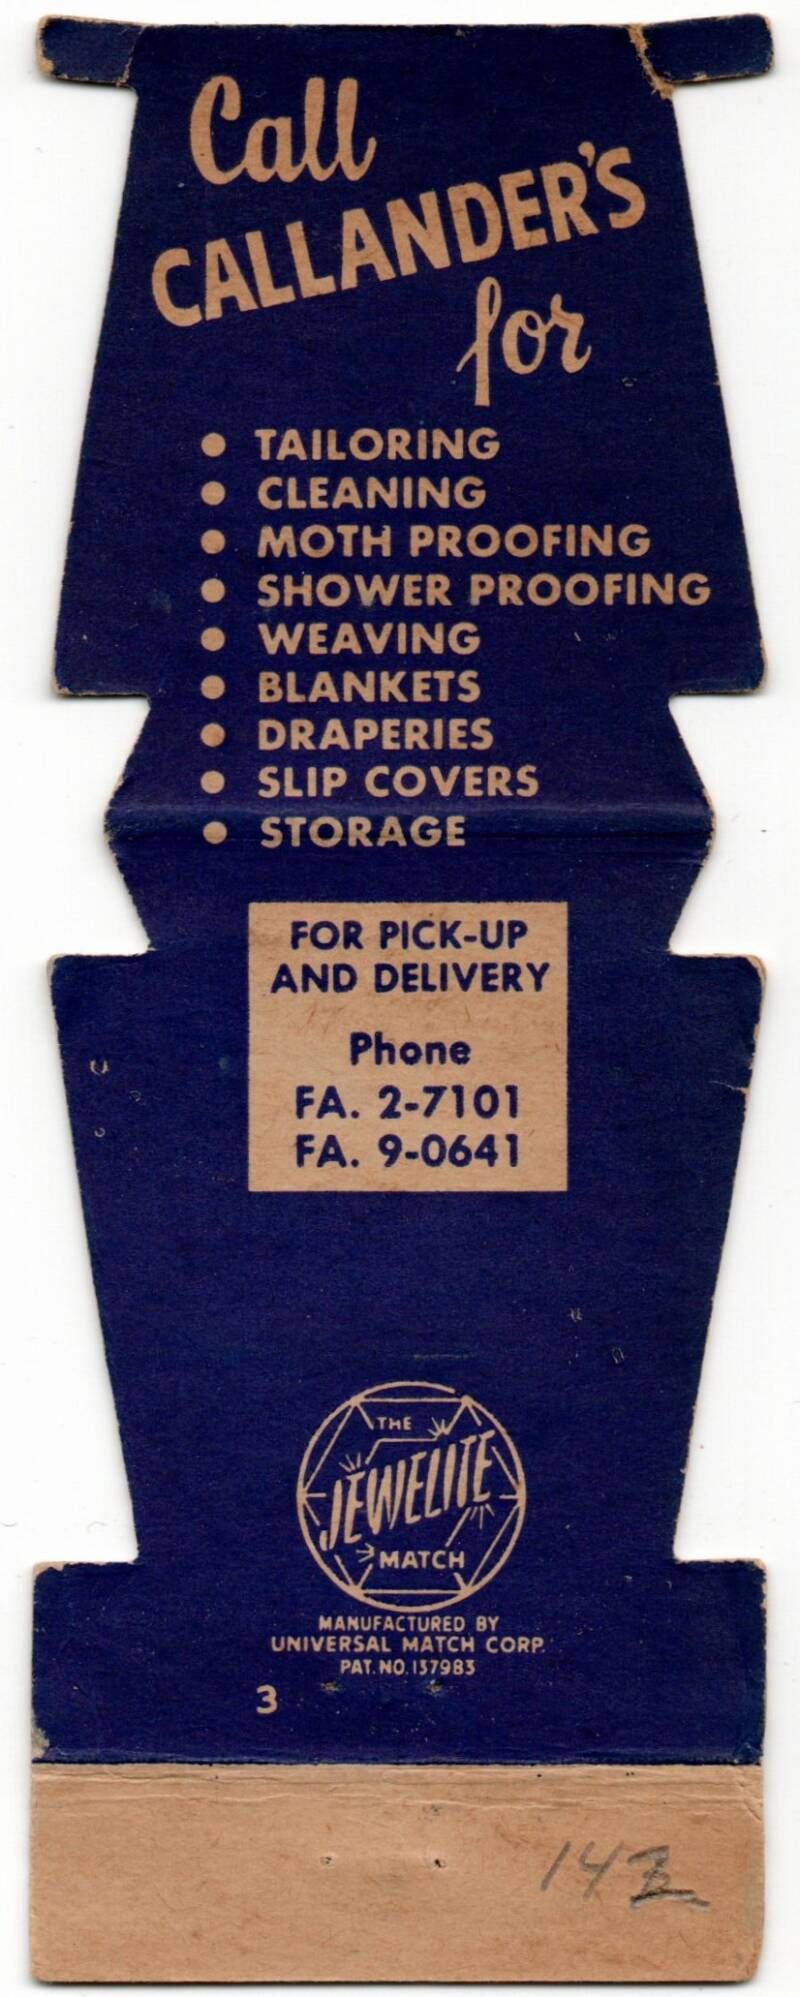 Call
CALLANDER'S
for
• TAILORING
• CLEANING
• MOTH PROOFING
• SHOWER PROOFING
• WEAVING
• BLANKETS
• DRAPERIES
• SLIP COVERS
• STORAGE
FOR PICK-UP
AND DELIVERY
Phone
FA. 2-7101
FA. 9-0641
THE
JEWELITE
MATCH
MANUFACTURED BY
UNIVERSAL MATCH CORP.
PAT. NO. 137983
3